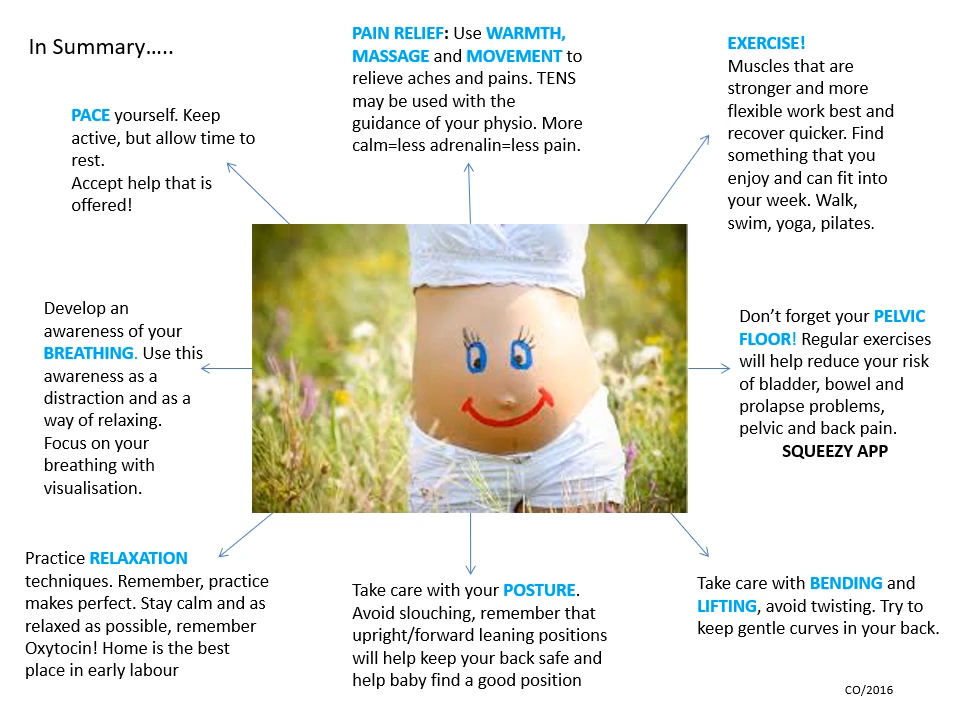 In Summary…..
PAIN RELIEF: Use WARMTH,
MASSAGE and MOVEMENT to
relieve aches and pains. TENS
may be used with the
guidance of your physio. More
calm=less adrenalin=less pain.
EXERCISE!
Muscles that are
stronger and more
flexible work best and
recover quicker. Find
something that you
enjoy and can fit into
your week. Walk,
swim, yoga, pilates.
PACE yourself. Keep
active, but allow time to
rest.
Accept help that is
offered!
Develop an
awareness of your
BREATHING. Use this
awareness as a
distraction and as a
way of relaxing.
Focus on your
breathing with
visualisation.
Don’t forget your PELVIC
FLOOR! Regular exercises
will help reduce your risk
of bladder, bowel and
prolapse problems,
pelvic and back pain.
SQUEEZY APP
Practice RELAXATION
techniques. Remember, practice
makes perfect. Stay calm and as
relaxed as possible, remember
Oxytocin! Home is the best
place in early labour
Take care with your POSTURE.
Avoid slouching, remember that
upright/forward leaning positions
will help keep your back safe and
help baby find a good position
Take care with BENDING and
LIFTING, avoid twisting. Try to
keep gentle curves in your back.
CO/2016